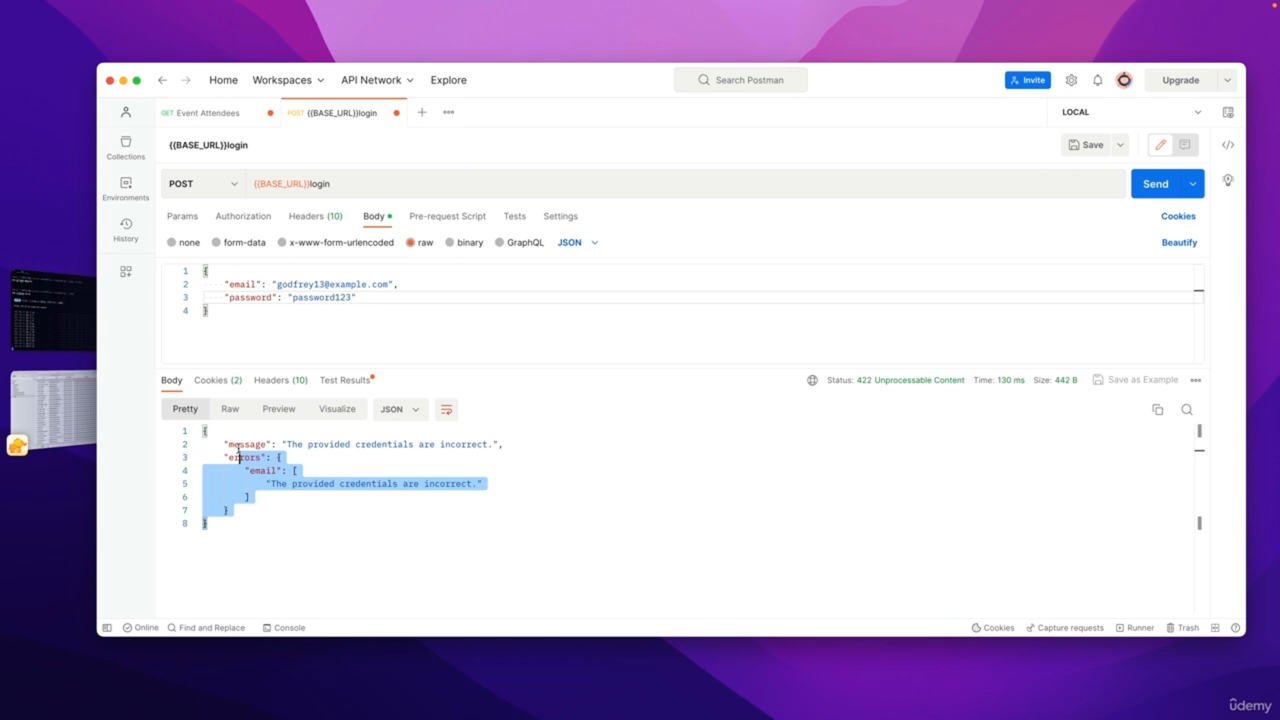 Home Workspaces API Network Explore Search Postman Invite Upgrade
GET Event Attendees POST {{BASE_URL}}login LOCAL
{{BASE_URL}}login Save
POST {{BASE_URL}}login Send
Params Authorization Headers (10) Body Pre-request Script Tests Settings Cookies
none form-data x-www-form-urlencoded raw binary GraphQL JSON Beautify
Collections
Environments
History
1 {
2 "email": "godfrey13@example.com",
3 "password": "password123"
4 }
Body Cookies (2) Headers (10) Test Results Status: 422 Unprocessable Content Time: 130 ms Size: 442 B Save as Example
Pretty Raw Preview Visualize JSON
1 {
2 "message": "The provided credentials are incorrect.",
3 "errors": {
4 "email": [
5 "The provided credentials are incorrect."
6 ]
7 }
8 }
Online Find and Replace Console Cookies Capture requests Runner Trash
ûdemy